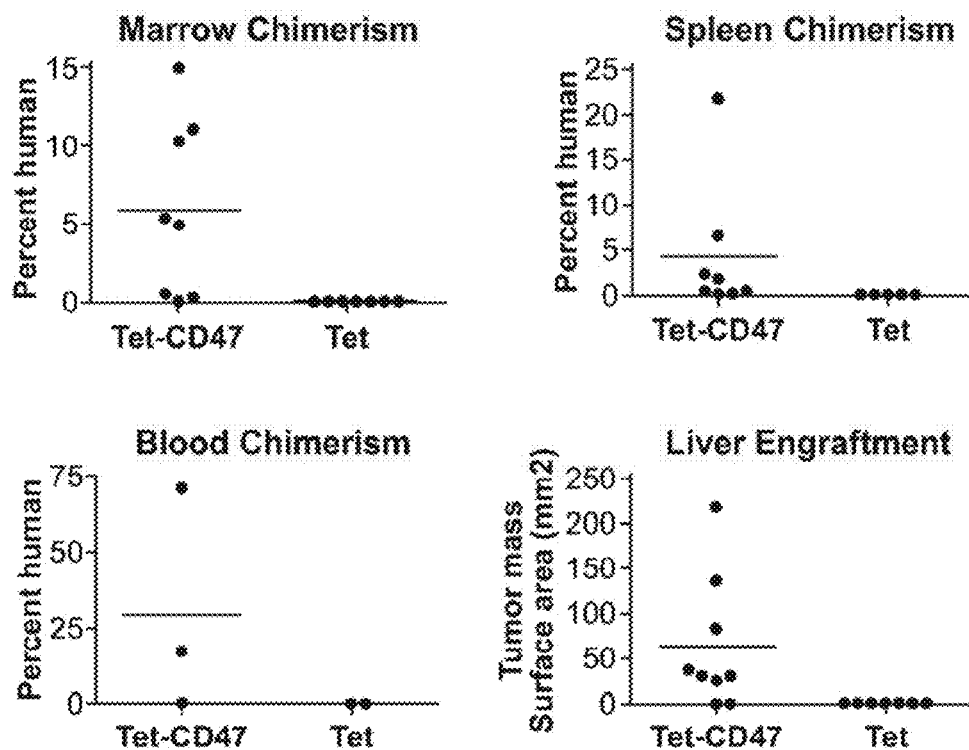 Marrow Chimerism
Percent human
15
10
5
0
Tet-CD47
Tet
Spleen Chimerism
Percent human
25
20
15
10
5
0
Tet-CD47
Tet
Blood Chimerism
Percent human
75
50
25
0
Tet-CD47
Tet
Liver Engraftment
Tumor mass
Surface area (mm2)
250
200
150
100
50
0
Tet-CD47
Tet